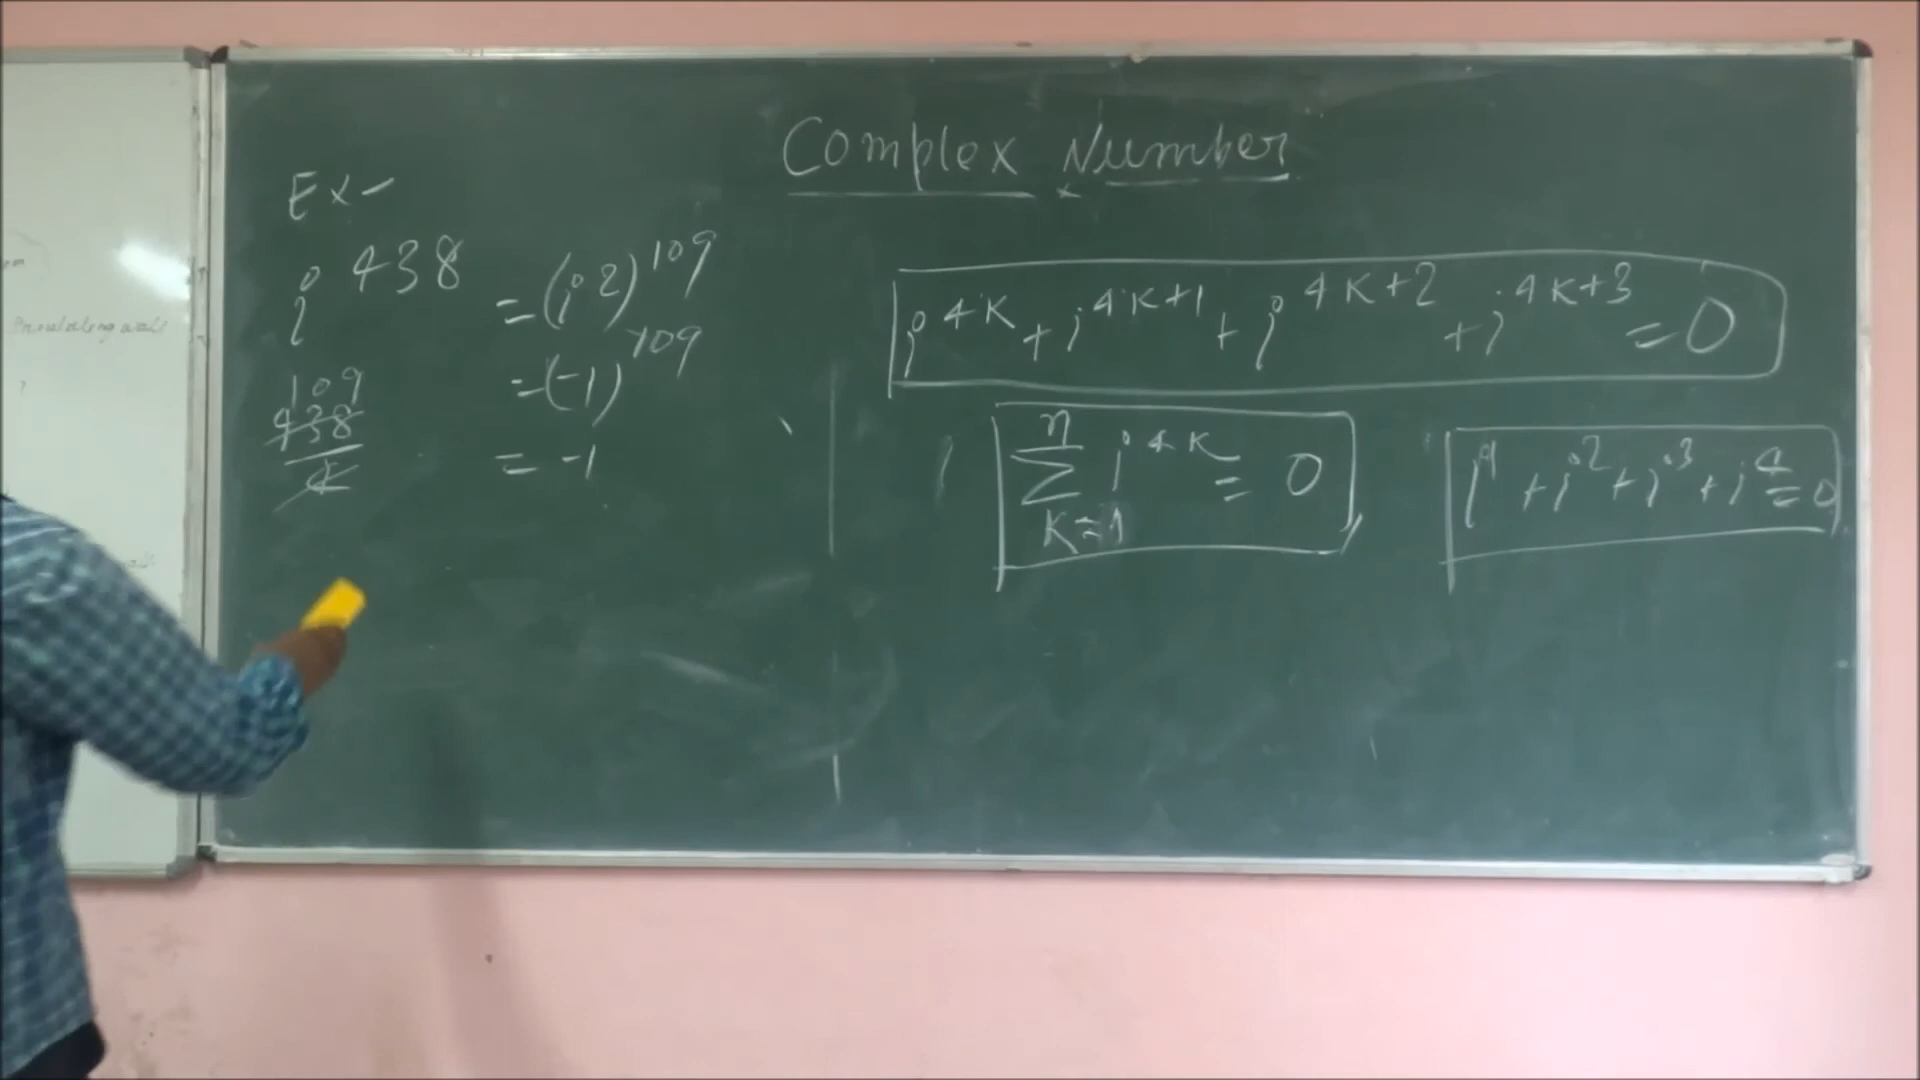 Complex Number
Ex-
i^438 = (i^2)^109
= (-1)^109
= -1
109
438
4
i^4K + i^4K+1 + i^4K+2 + i^4K+3 = 0
n
∑ i^4K = 0
K=1
i^1 + i^2 + i^3 + i^4 = 0